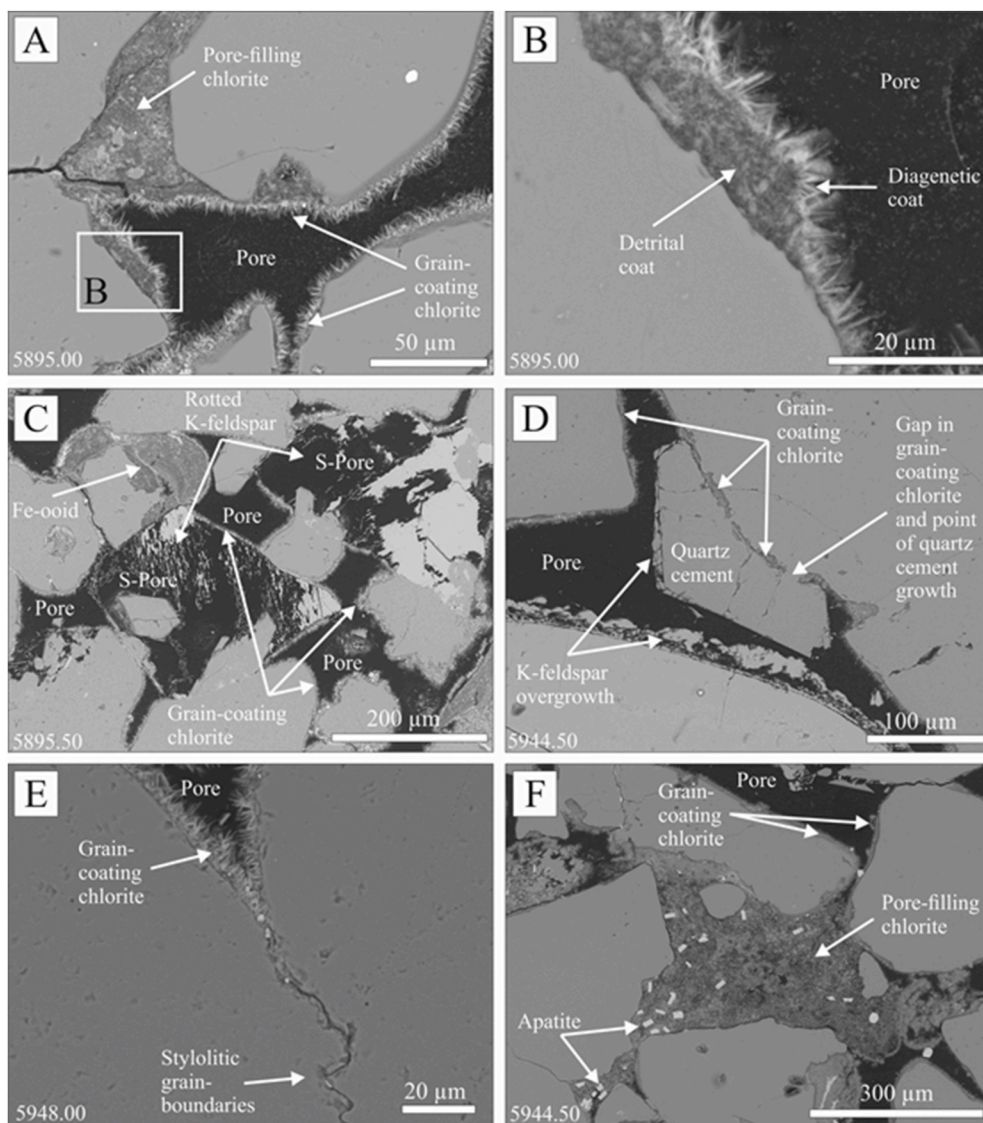 A
Pore-filling
chlorite
Pore
Grain-
coating
chlorite
B
50 µm
5895.00
B
Pore
Diagenetic
coat
Detrital
coat
20 µm
5895.00
C
Rotted
K-feldspar
S-Pore
Fe-ooid
Pore
S-Pore
Pore
Pore
Grain-coating
chlorite
200 µm
5895.50
D
Grain-
coating
chlorite
Gap in
grain-
coating
chlorite
and point
of quartz
cement
growth
Pore
Quartz
cement
K-feldspar
overgrowth
100 µm
5944.50
E
Pore
Grain-
coating
chlorite
Stylolitic
grain-
boundaries
20 µm
5948.00
F
Pore
Grain-
coating
chlorite
Pore-filling
chlorite
Apatite
300 µm
5944.50